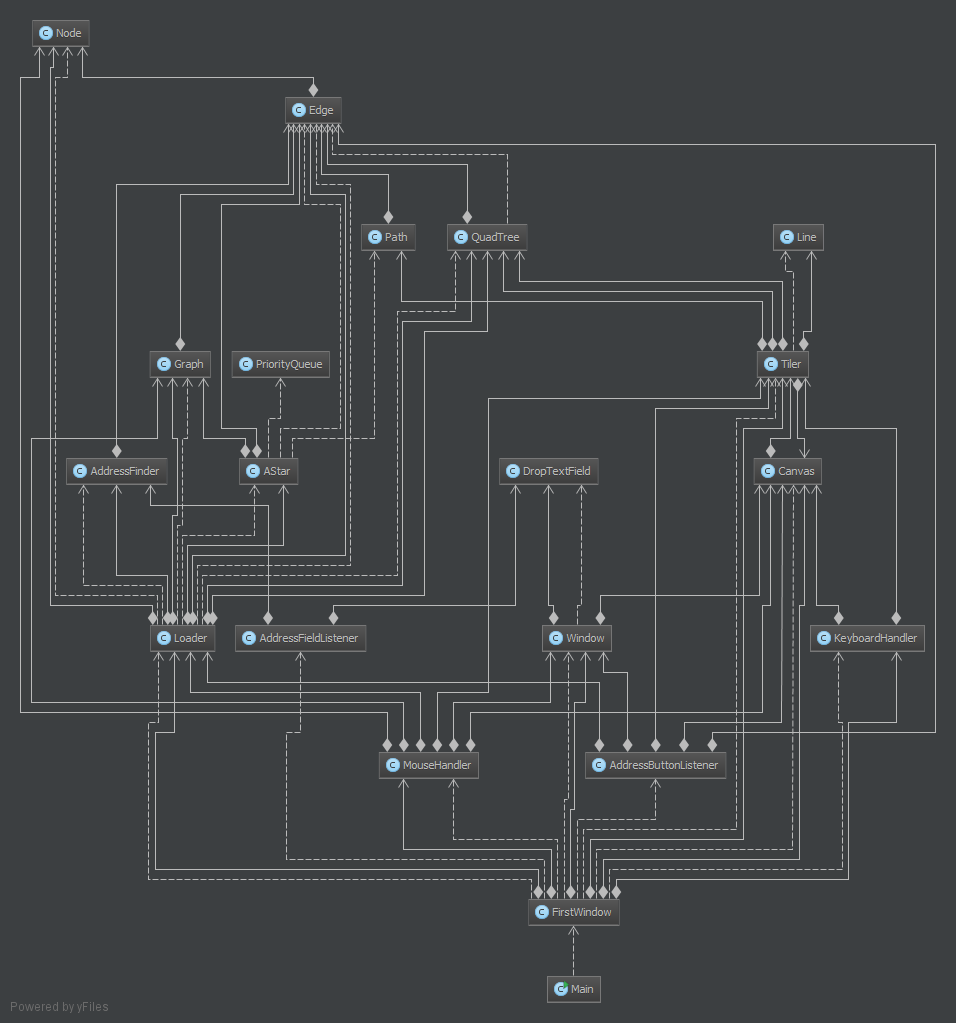 Node
Edge
Path
QuadTree
Line
Graph
PriorityQueue
Tiler
AddressFinder
AStar
DropTextField
Canvas
Loader
AddressFieldListener
Window
KeyboardHandler
MouseHandler
AddressButtonListener
FirstWindow
Main
Powered by yFiles